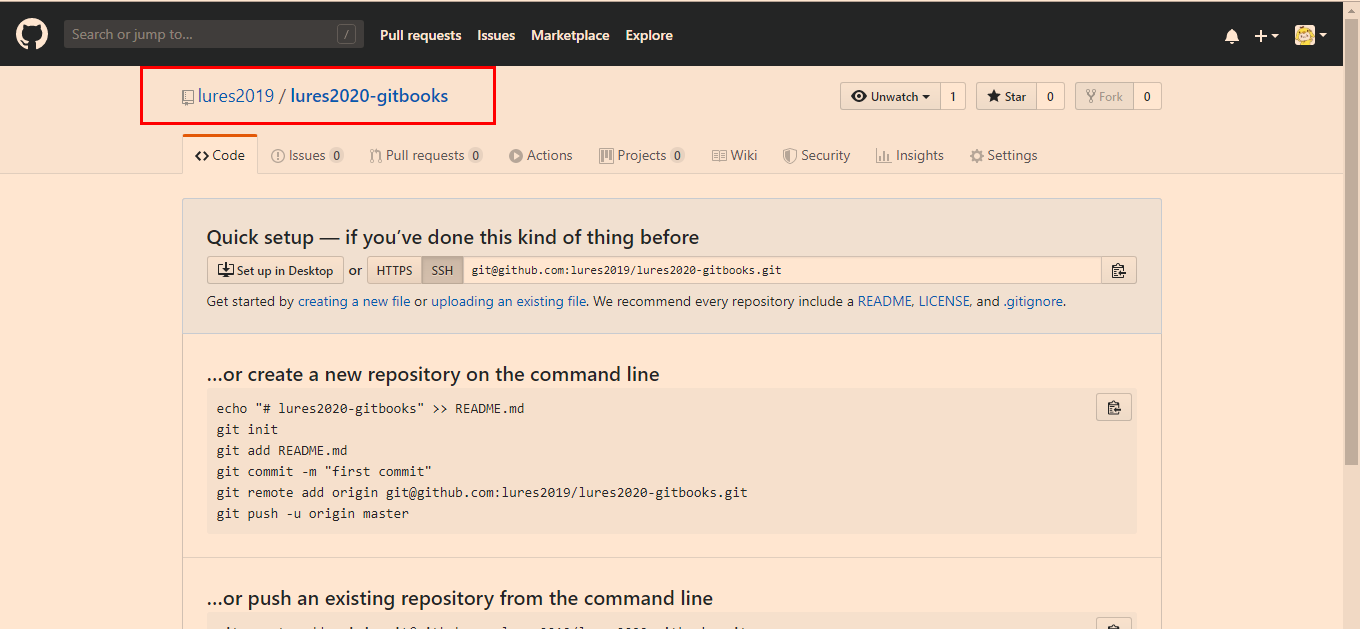 Search or jump to... / Pull requests Issues Marketplace Explore
lures2019 / lures2020-gitbooks Unwatch 1 Star 0 Fork 0
Code Issues 0 Pull requests 0 Actions Projects 0 Wiki Security Insights Settings
Quick setup — if you’ve done this kind of thing before
Set up in Desktop or HTTPS SSH git@github.com:lures2019/lures2020-gitbooks.git
Get started by creating a new file or uploading an existing file. We recommend every repository include a README, LICENSE, and .gitignore.
…or create a new repository on the command line
echo "# lures2020-gitbooks" >> README.md
git init
git add README.md
git commit -m "first commit"
git remote add origin git@github.com:lures2019/lures2020-gitbooks.git
git push -u origin master
…or push an existing repository from the command line